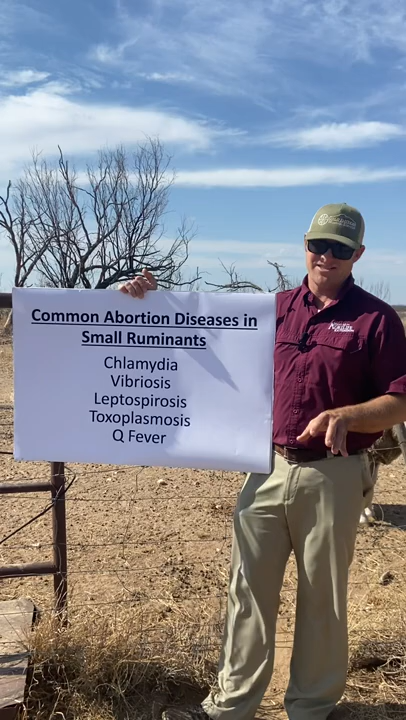 Common Abortion Diseases in
Small Ruminants
Chlamydia
Vibriosis
Leptospirosis
Toxoplasmosis
Q Fever